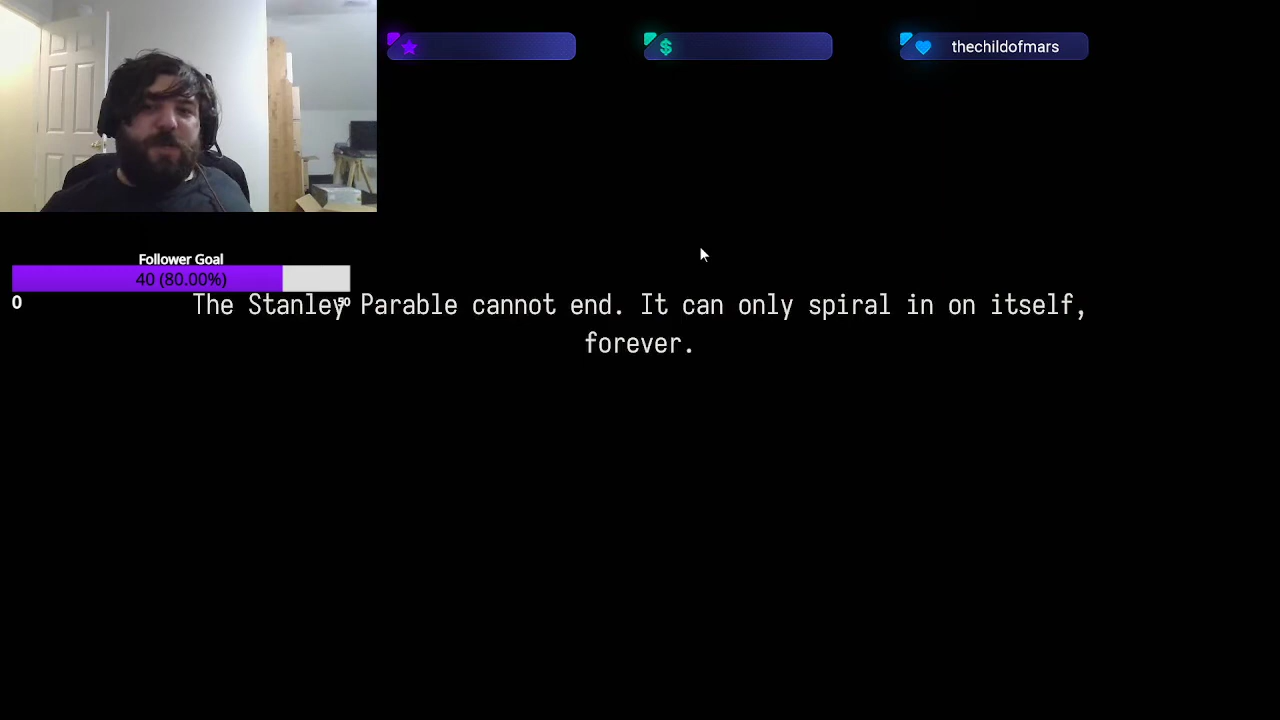 thechildofmars
Follower Goal
40 (80.00%)
0
50
The Stanley Parable cannot end. It can only spiral in on itself,
forever.